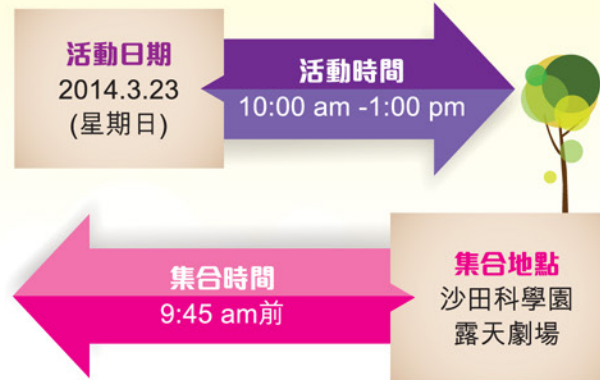 活動日期
2014.3.23
(星期日)
活動時間
10:00 am -1:00 pm
集合時間
9:45 am前
集合地點
沙田科學園
露天劇場